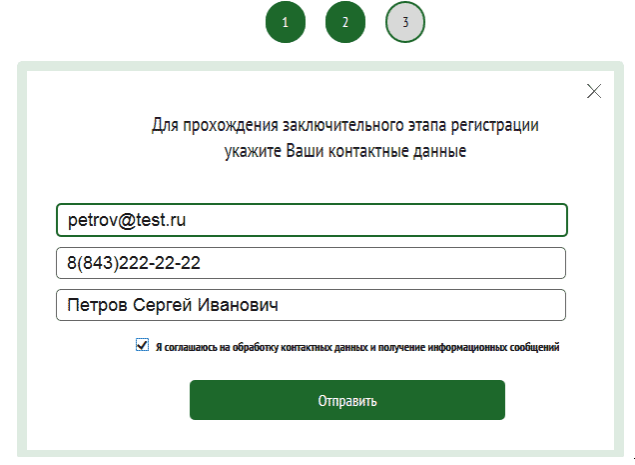 1 2 3
Для прохождения заключительного этапа регистрации
укажите Ваши контактные данные
petrov@test.ru
8(843)222-22-22
Петров Сергей Иванович
Я соглашаюсь на обработку контактных данных и получение информационных сообщений
Отправить